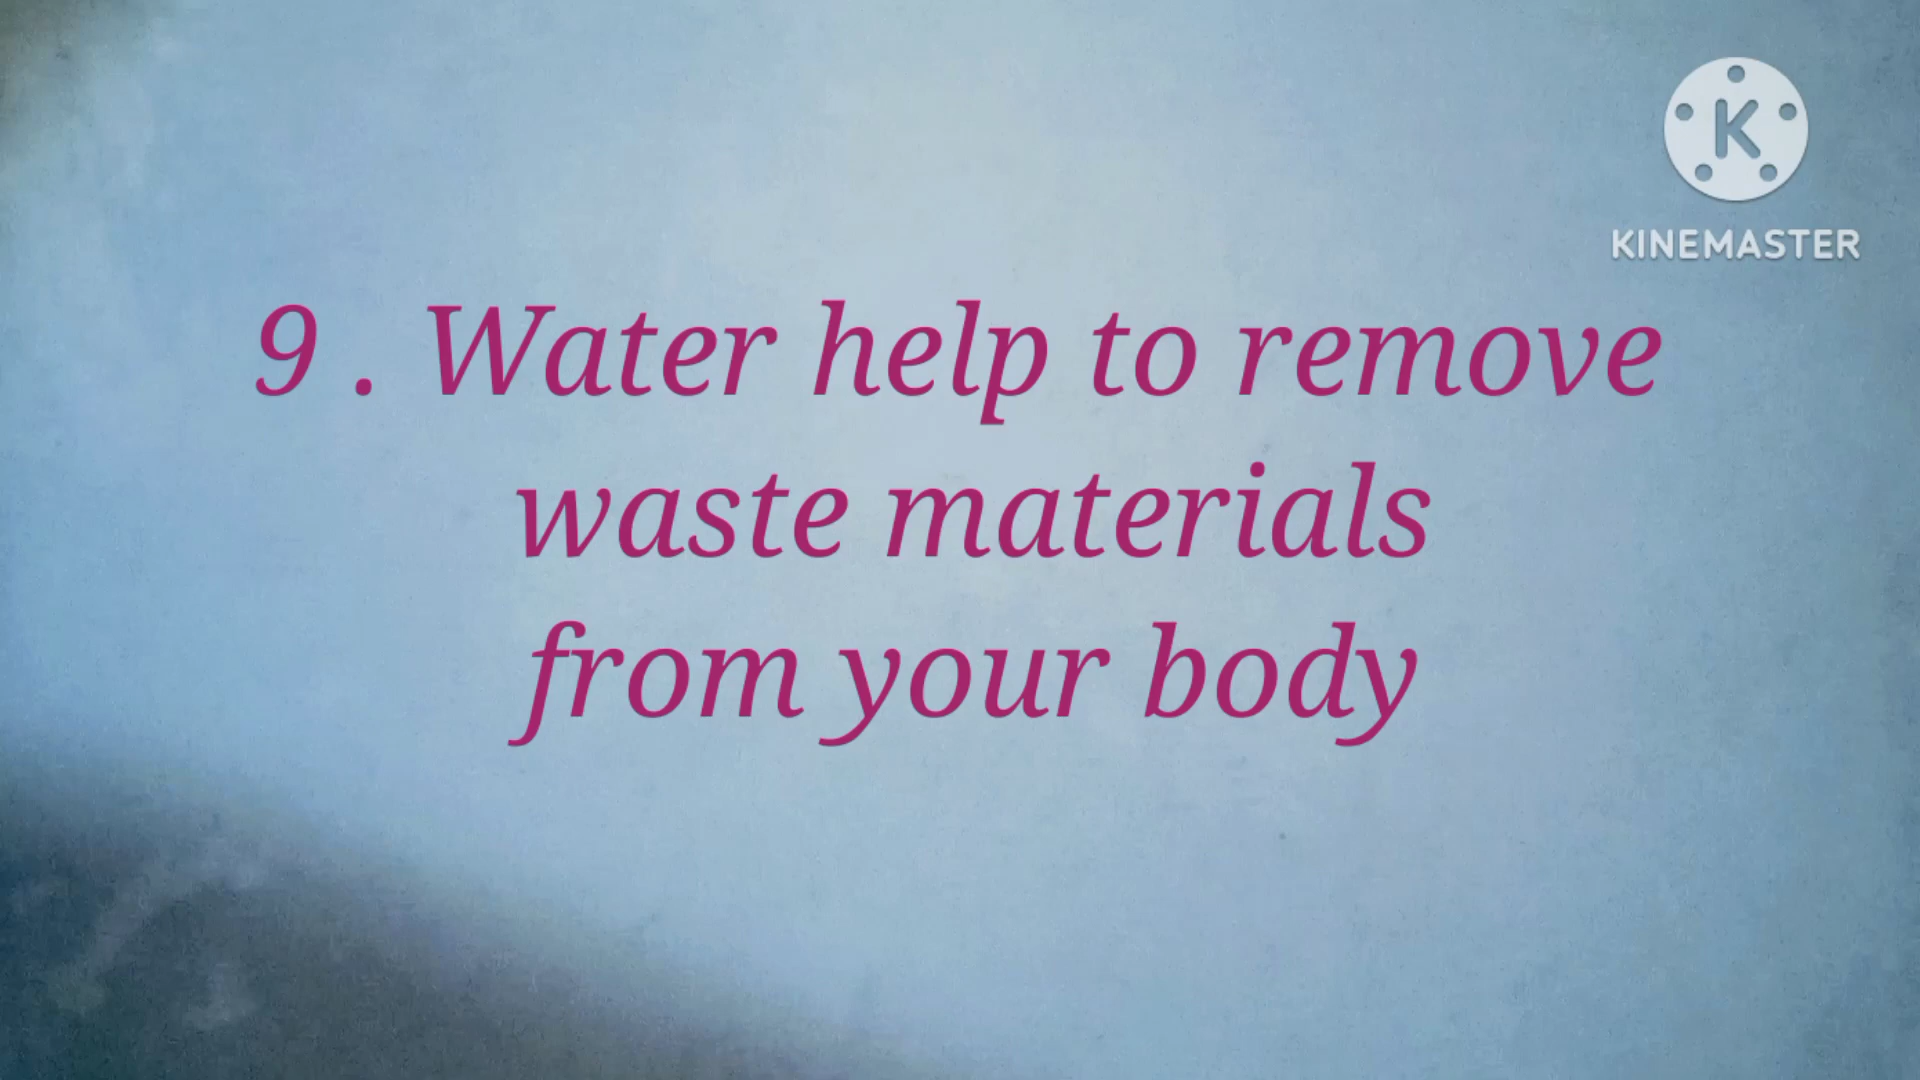 K
KINEMASTER
9 . Water help to remove
waste materials
from your body